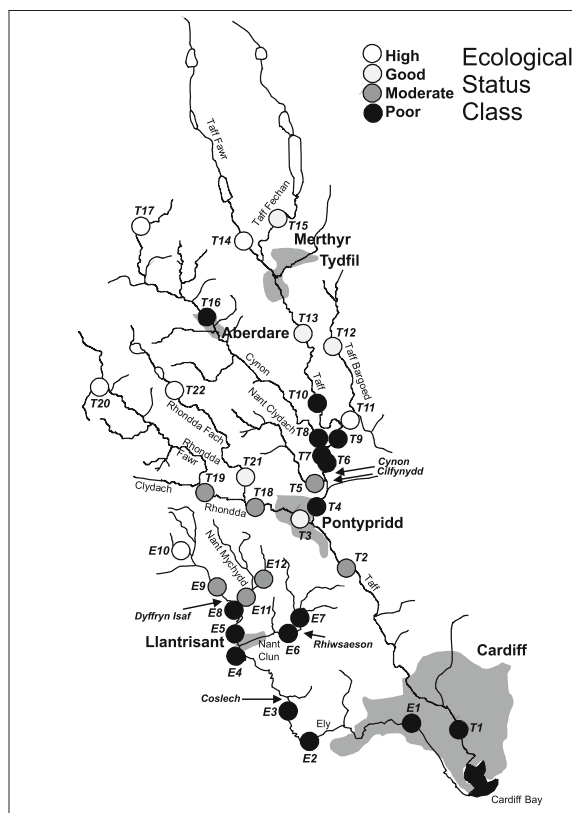 High
Good
Moderate
Poor
Ecological
Status
Class
Taff Fawr
Taff Fechan
T17
T15
T14
Merthyr
Tydfil
T16
T13
T12
Aberdare
Cynon
Taff
Taff Bargoed
T10
T22
T20
Nant Clydach
T11
Rhondda Fach
T8
T9
T7
T6
Rhondda
Fawr
T21
Cynon
Cilfynydd
T5
T19
Clydach
T18
T4
Rhondda
Pontypridd
T3
E10
Nant Mychydd
E12
T2
Taff
E9
E11
Dyffryn Isaf
E8
E7
E5
Llantrisant
E6
Rhiwsaeson
Nant
Clun
E4
Cardiff
Coslech
E3
Ely
E1
T1
E2
Cardiff Bay